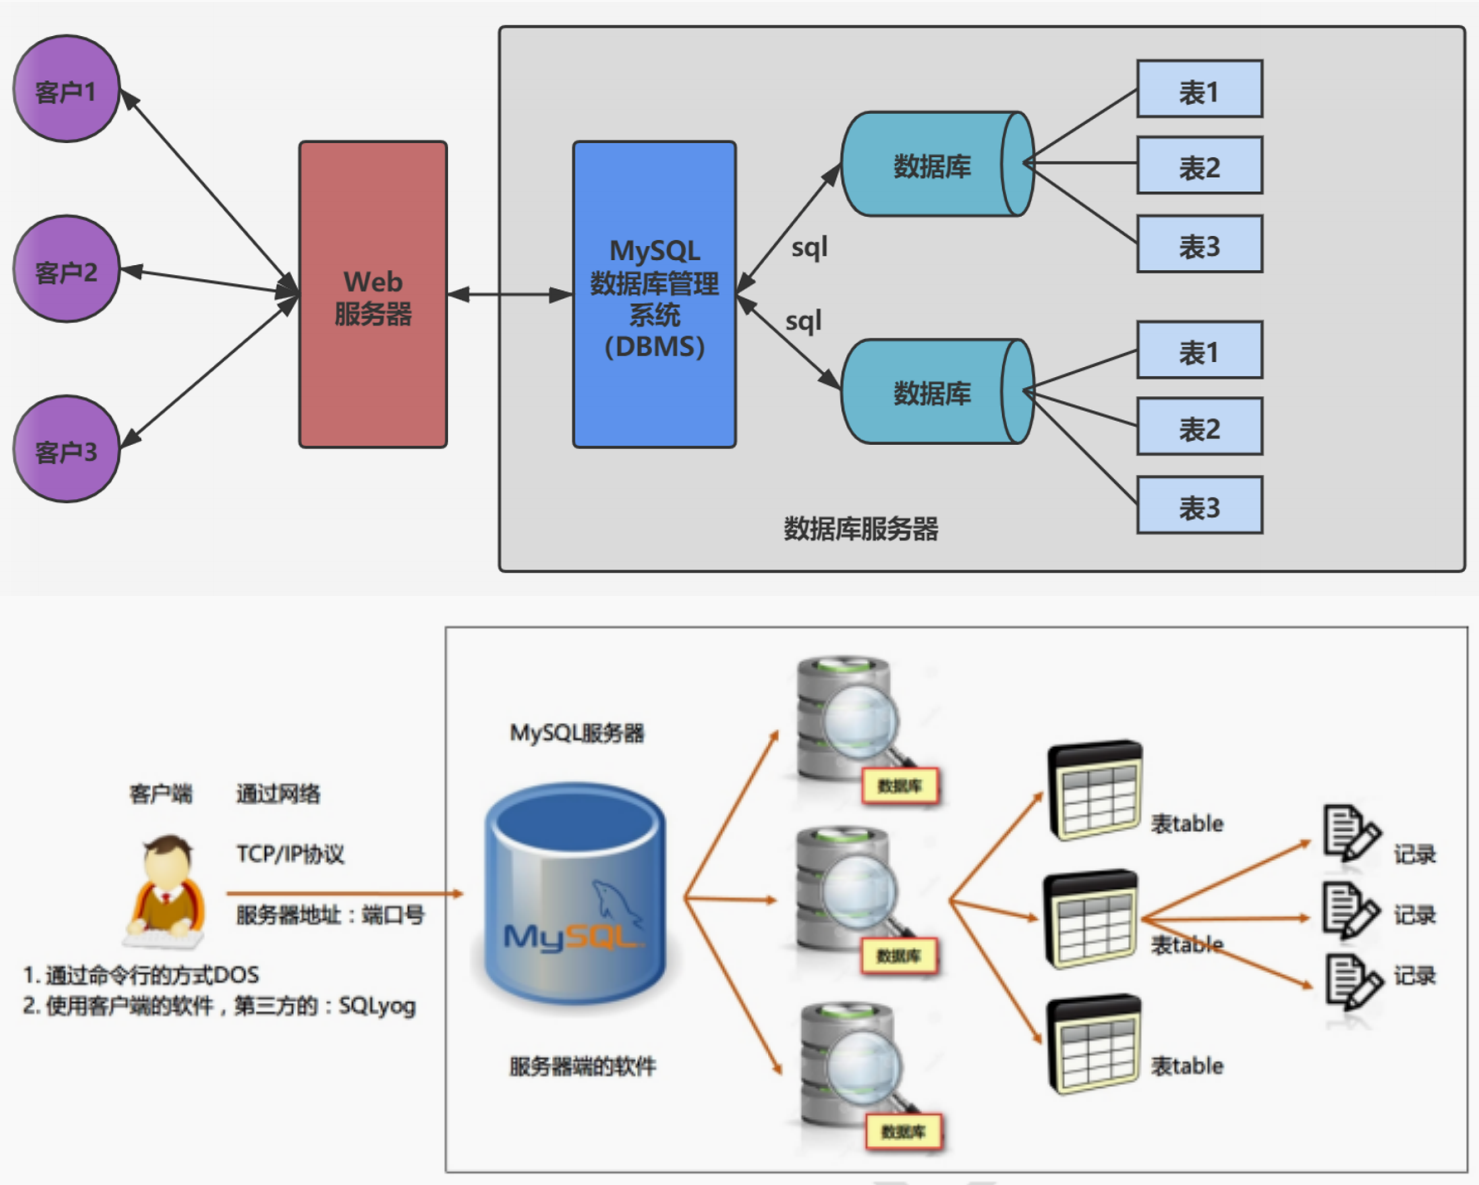 客户1
客户2
客户3
Web
服务器
MySQL
数据库管理
系统
（DBMS）
sql
sql
数据库
数据库
表1
表2
表3
表1
表2
表3
数据库服务器
客户端
通过网络
TCP/IP协议
服务器地址：端口号
1. 通过命令行的方式DOS
2. 使用客户端的软件，第三方的：SQLyog
MySQL服务器
MySQL
服务器端的软件
数据库
数据库
数据库
表table
表table
表table
记录
记录
记录